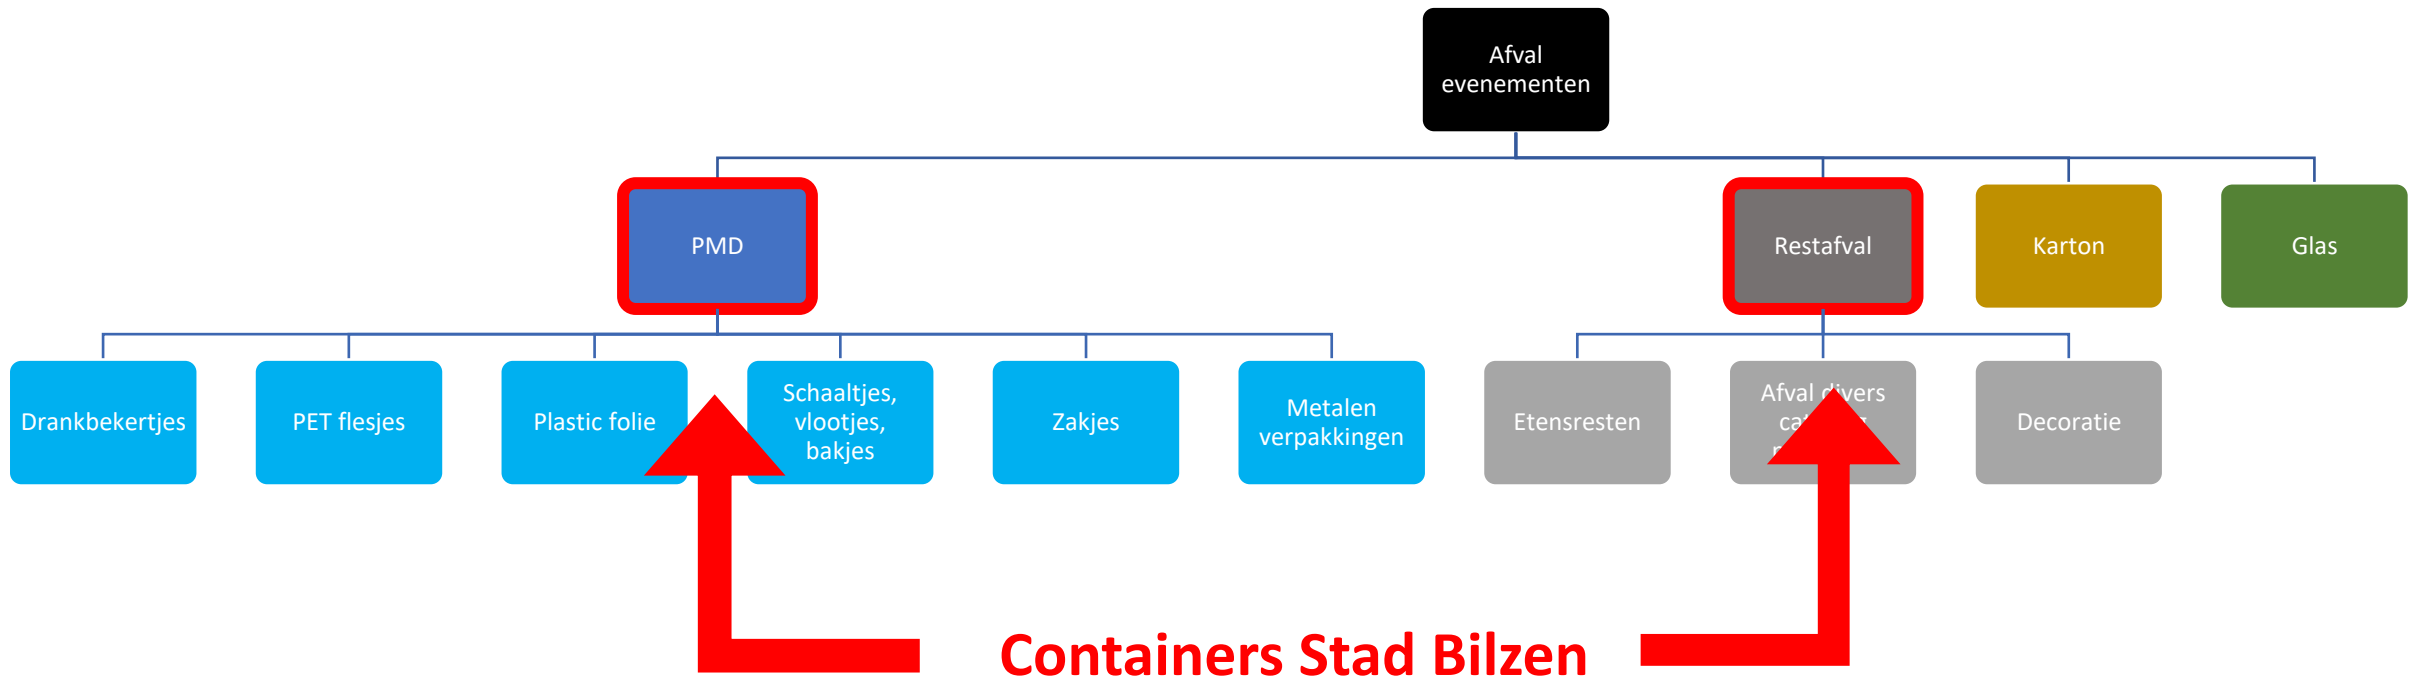 Afval
evenementen
PMD
Restafval
Karton
Glas
Drankbekertjes
PET flesjes
Plastic folie
Schaaltjes,
vlootjes,
bakjes
Zakjes
Metalen
verpakkingen
Etensresten
Afval divers
Decoratie
Containers Stad Bilzen